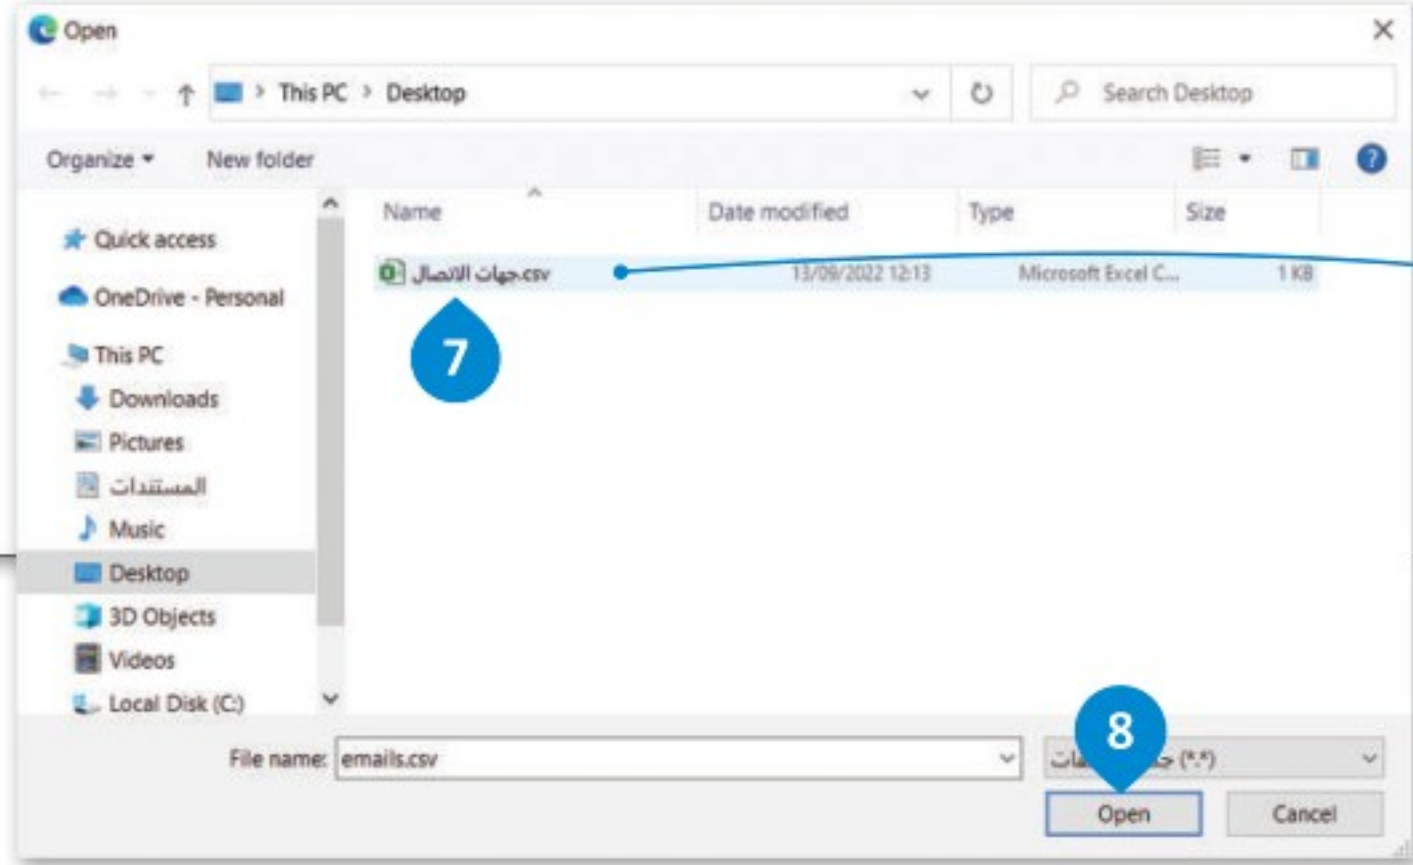 Open
This PC > Desktop
Search Desktop
Organize
New folder
Name
Date modified
Type
Size
Quick access
OneDrive - Personal
This PC
Downloads
Pictures
المستندات
Music
Desktop
3D Objects
Videos
Local Disk (C:)
جهات الاتصال.csv
13/09/2022 12:13
Microsoft Excel C...
1 KB
7
8
File name:
emails.csv
(*.*)
Open
Cancel